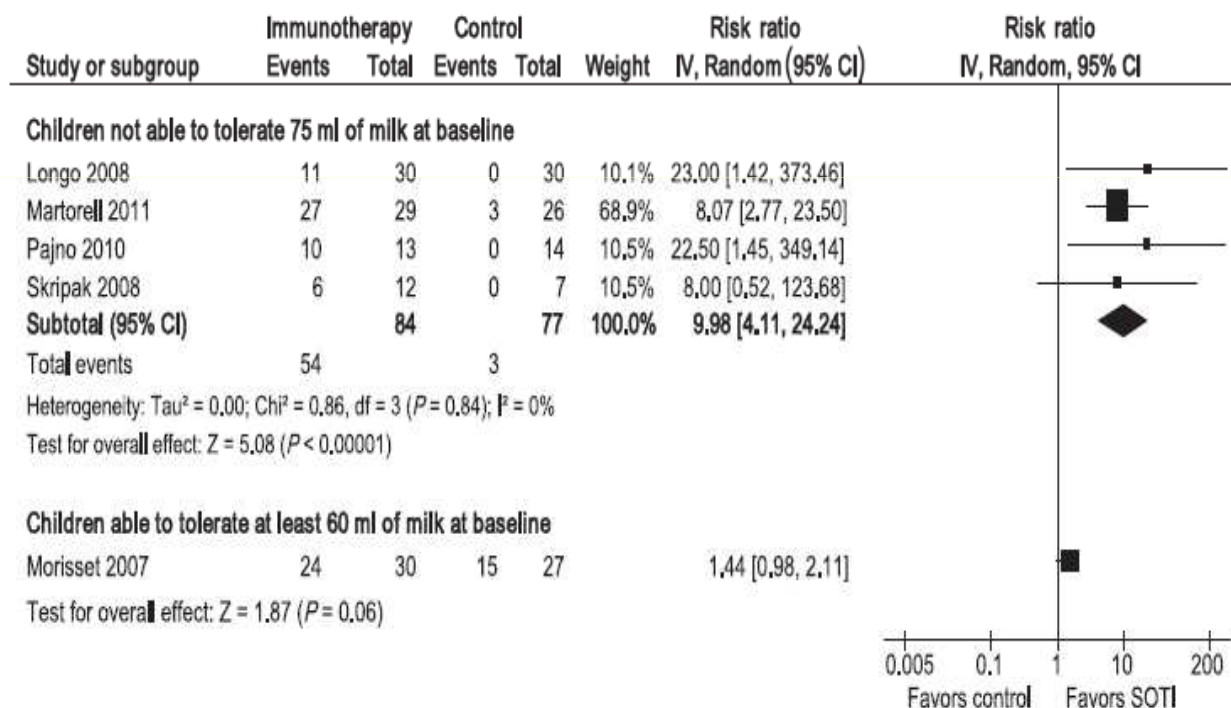 Immunotherapy Control Risk ratio Risk ratio
Study or subgroup Events Total Events Total Weight IV, Random (95% CI) IV, Random, 95% CI
Children not able to tolerate 75 ml of milk at baseline
Longo 2008 11 30 0 30 10.1% 23.00 [1.42, 373.46]
Martorell 2011 27 29 3 26 68.9% 8.07 [2.77, 23.50]
Pajno 2010 10 13 0 14 10.5% 22.50 [1.45, 349.14]
Skripak 2008 6 12 0 7 10.5% 8.00 [0.52, 123.68]
Subtotal (95% CI) 84 77 100.0% 9.98 [4.11, 24.24]
Total events 54 3
Heterogeneity: Tau² = 0.00; Chi² = 0.86, df = 3 (P = 0.84); I² = 0%
Test for overall effect: Z = 5.08 (P < 0.00001)
Children able to tolerate at least 60 ml of milk at baseline
Morisset 2007 24 30 15 27 1.44 [0.98, 2.11]
Test for overall effect: Z = 1.87 (P = 0.06)
0.005 0.1 1 10 200
Favors control Favors SOTI